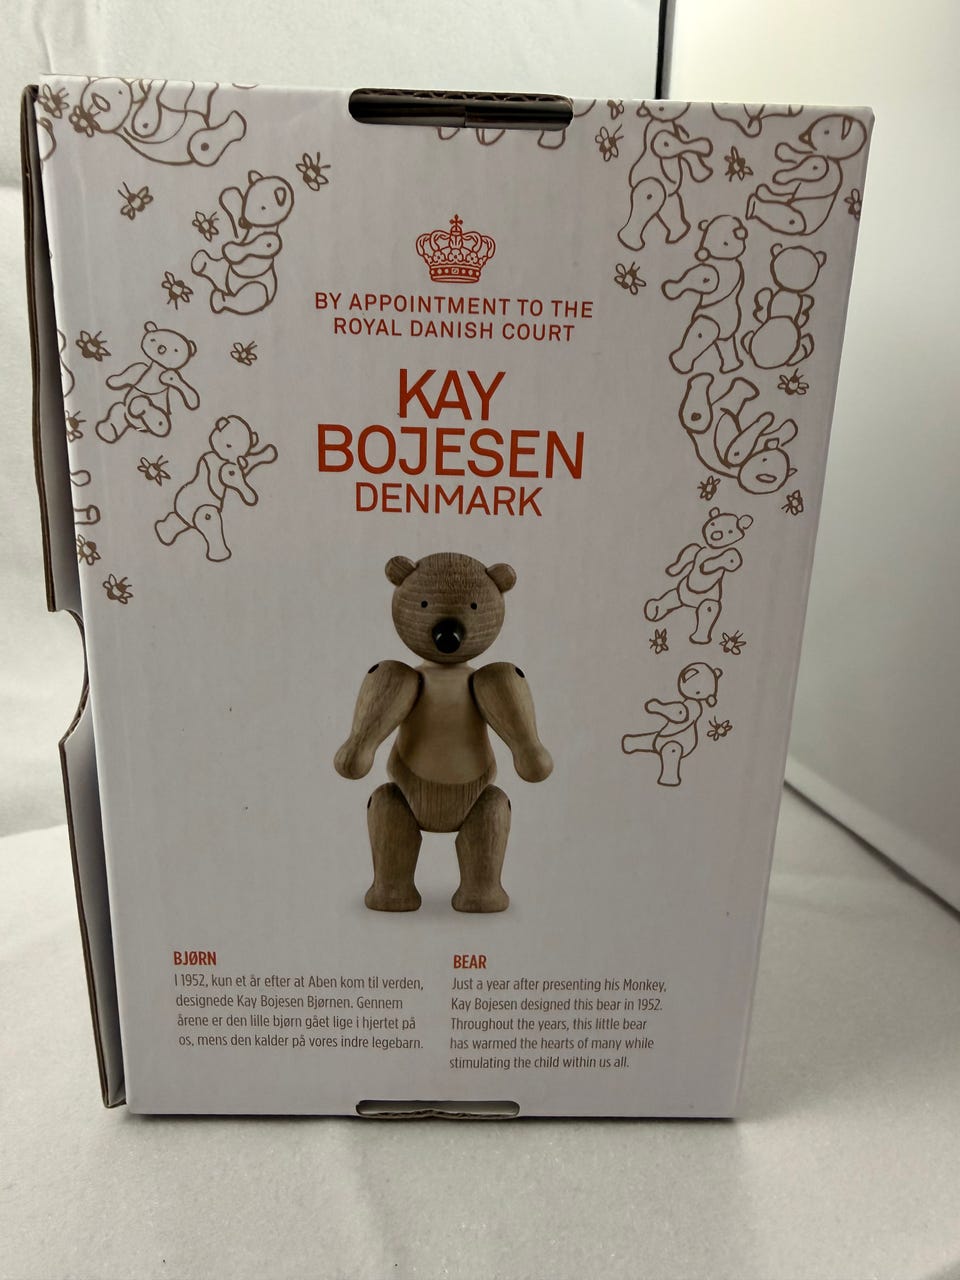 BY APPOINTMENT TO THE
ROYAL DANISH COURT
KAY
BOJESEN
DENMARK
BJØRN
I 1952, kun et år efter at Aben kom til verden,
designede Kay Bojesen Bjørnen. Gennem
årene er den lille bjørn gået lige i hjertet på
os, mens den kalder på vores indre legebarn.
BEAR
Just a year after presenting his Monkey,
Kay Bojesen designed this bear in 1952.
Throughout the years, this little bear
has warmed the hearts of many while
stimulating the child within us all.